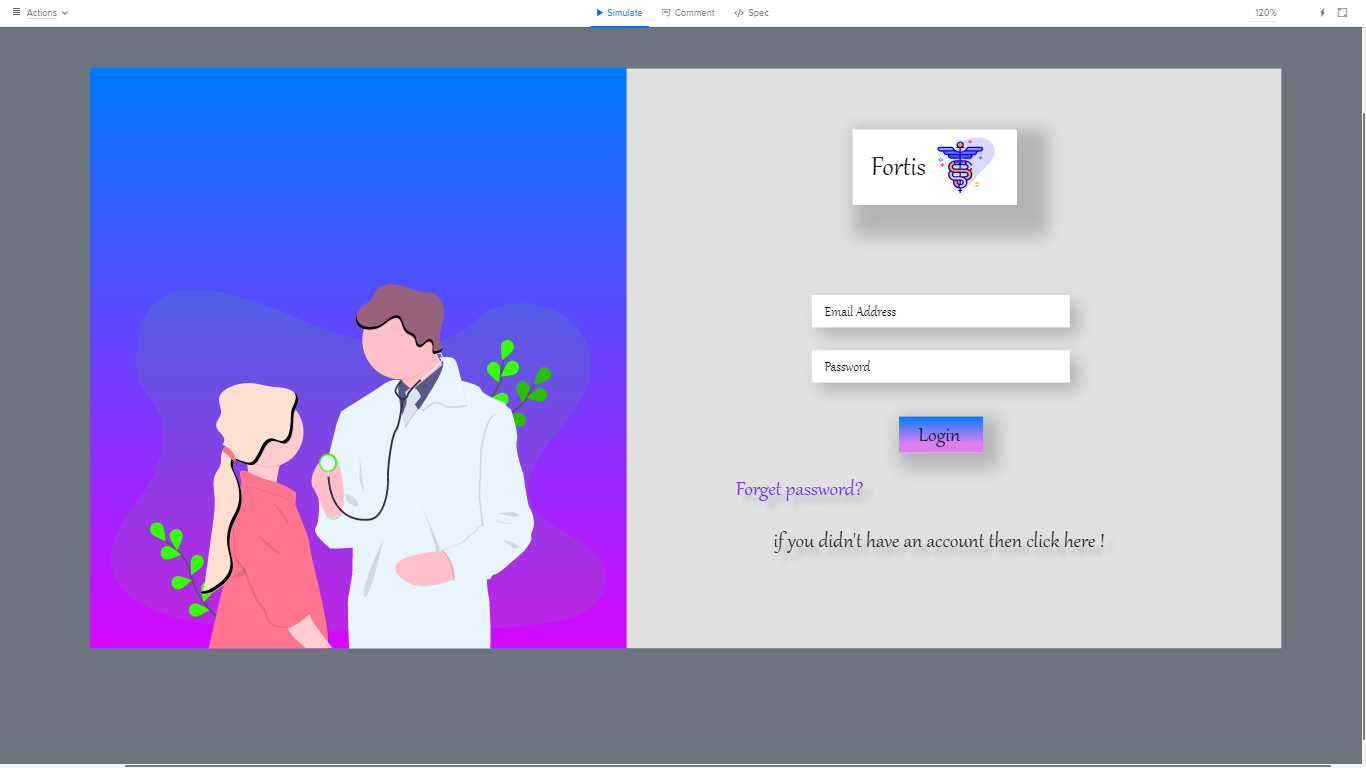 Actions
Simulate
Comment
</> Spec
120%
Fortis
Email Address
Password
Login
Forget password?
if you didn't have an account then click here !